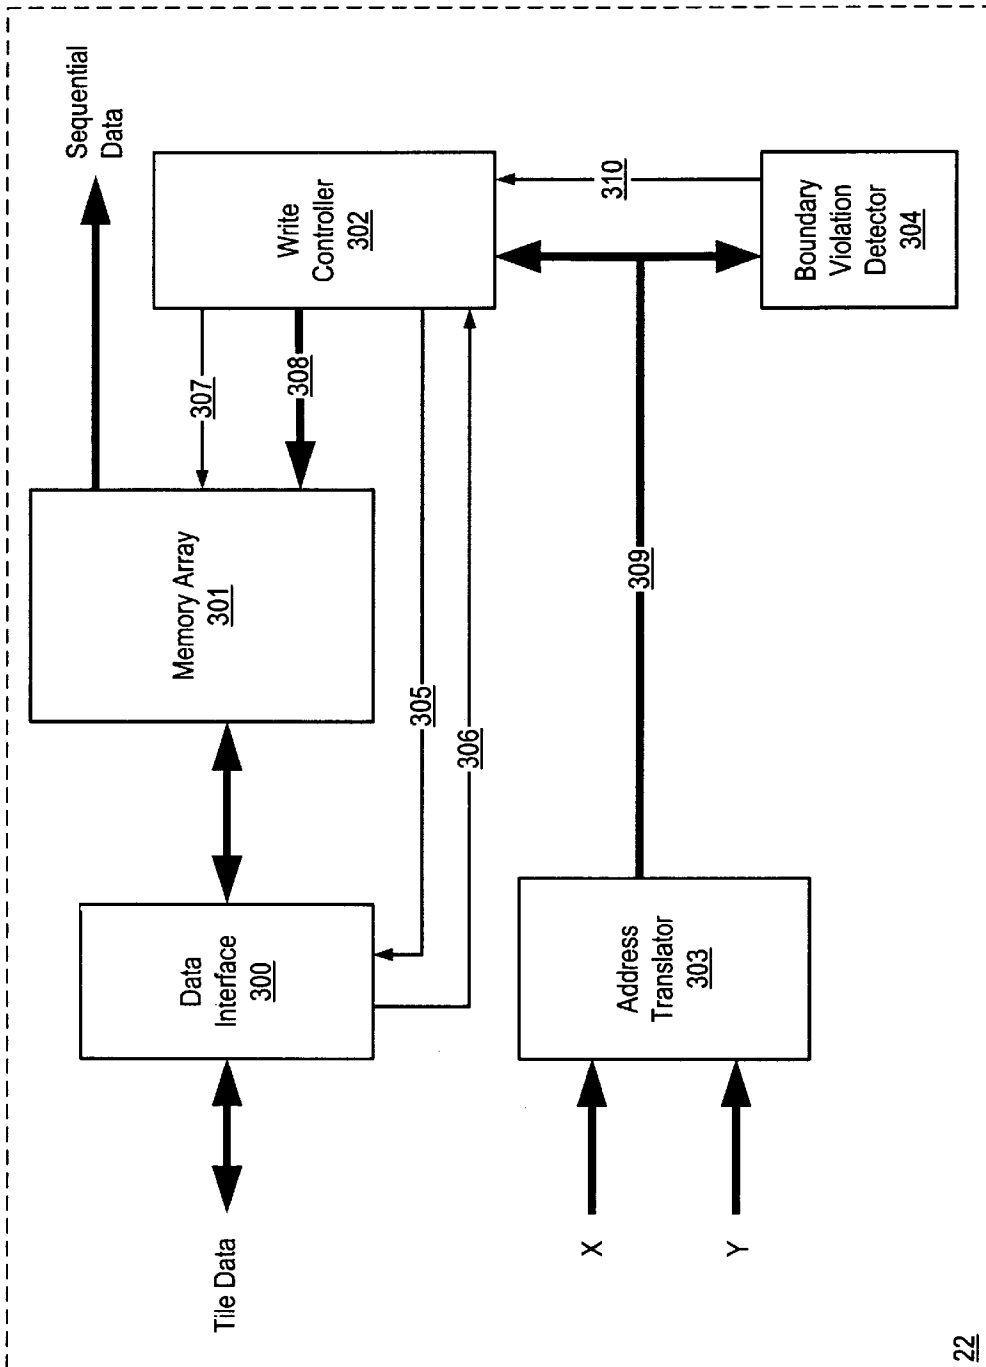 Sequential
Data
Memory Array
301
307
308
Write
Controller
302
Tile Data
Data
Interface
300
305
306
310
X
Y
Address
Translator
303
309
Boundary
Violation
Detector
304
22